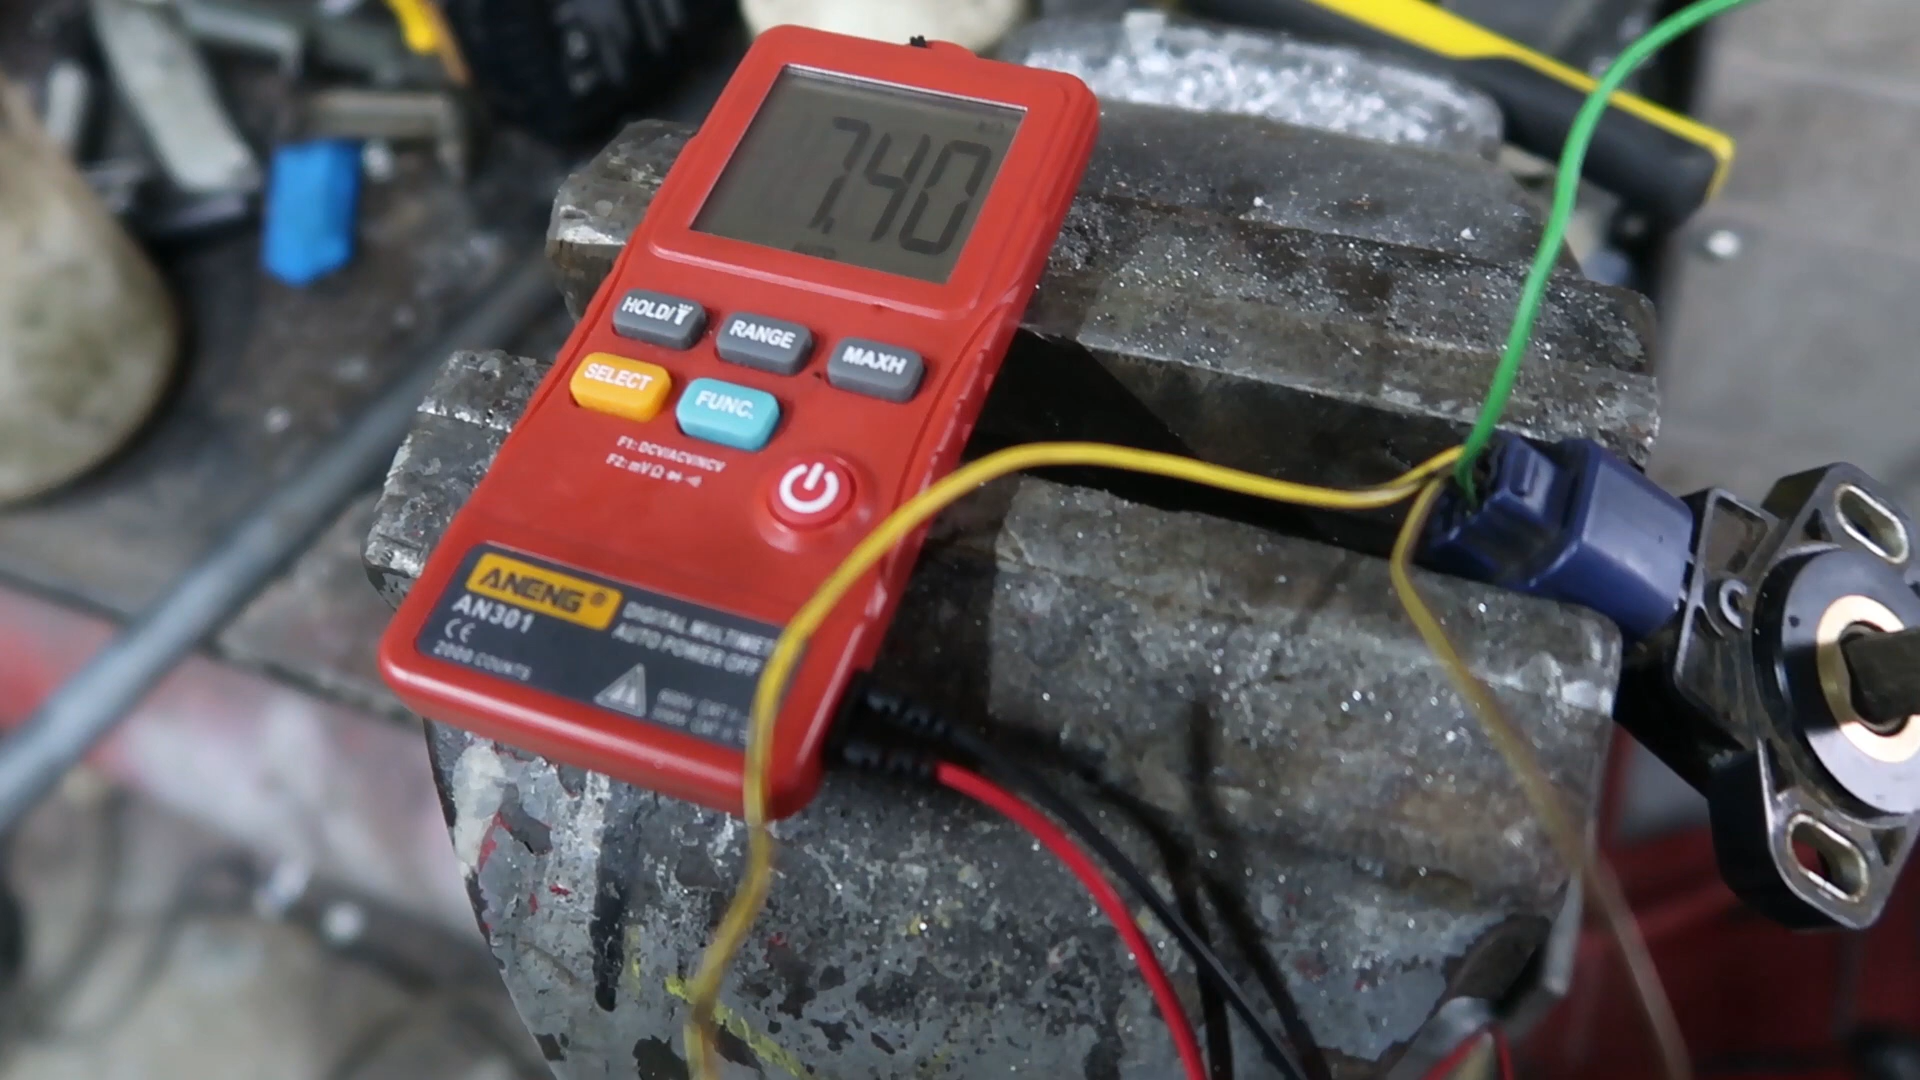 7.40
HOLD/
RANGE
MAXH
SELECT
FUNC.
F1: DCV/ACV/NCV
F2: mV Ω
ANENG®
AN301
CE
2000 COUNTS
DIGITAL MULTIMET
AUTO POWER OFF